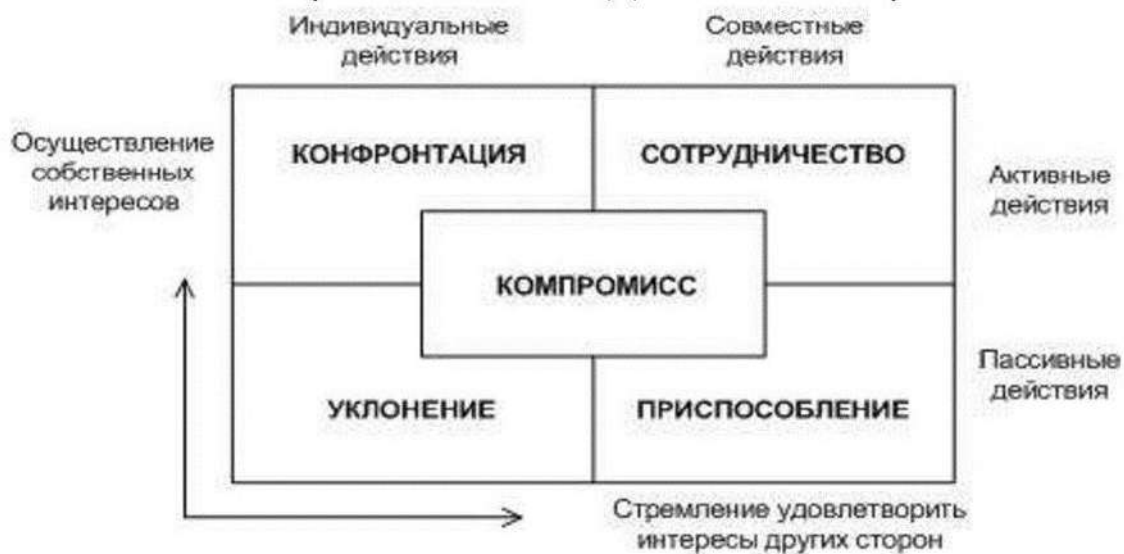 Индивидуальные
действия
Совместные
действия
Осуществление
собственных
интересов
КОНФРОНТАЦИЯ
СОТРУДНИЧЕСТВО
Активные
действия
КОМПРОМИСС
Пассивные
действия
УКЛОНЕНИЕ
ПРИСПОСОБЛЕНИЕ
Стремление удовлетворить
интересы других сторон